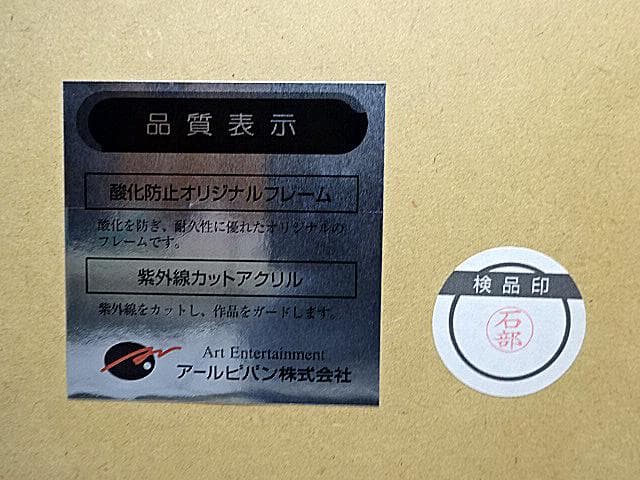 品質表示
酸化防止オリジナルフレーム
酸化を防ぎ、耐久性に優れたオリジナルの
フレームです。
紫外線カットアクリル
紫外線をカットし、作品をガードします。
Art Entertainment
アールビバン株式会社
検品印
石部